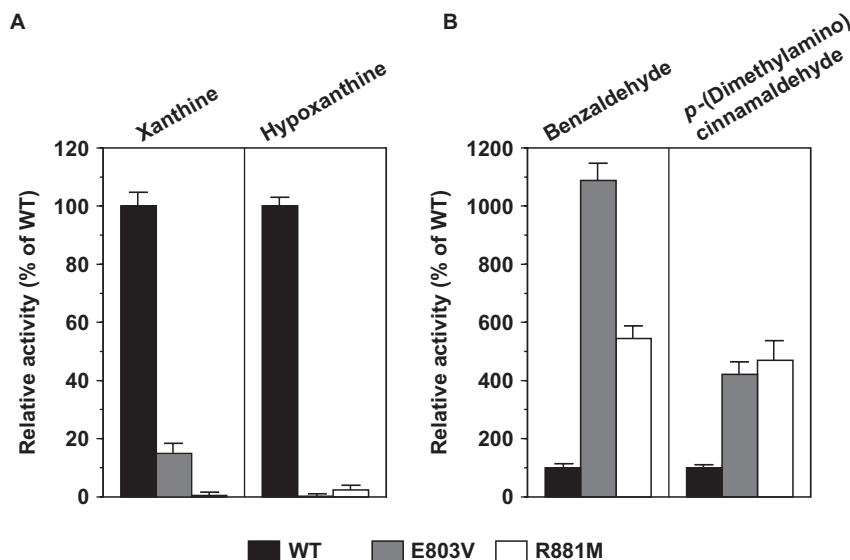 A
B
Xanthine
Hypoxanthine
Benzaldehyde
p-(Dimethylamino)
cinnamaldehyde
Relative activity (% of WT)
120
100
80
60
40
20
0
Relative activity (% of WT)
1200
1000
800
600
400
200
0
WT E803V R881M